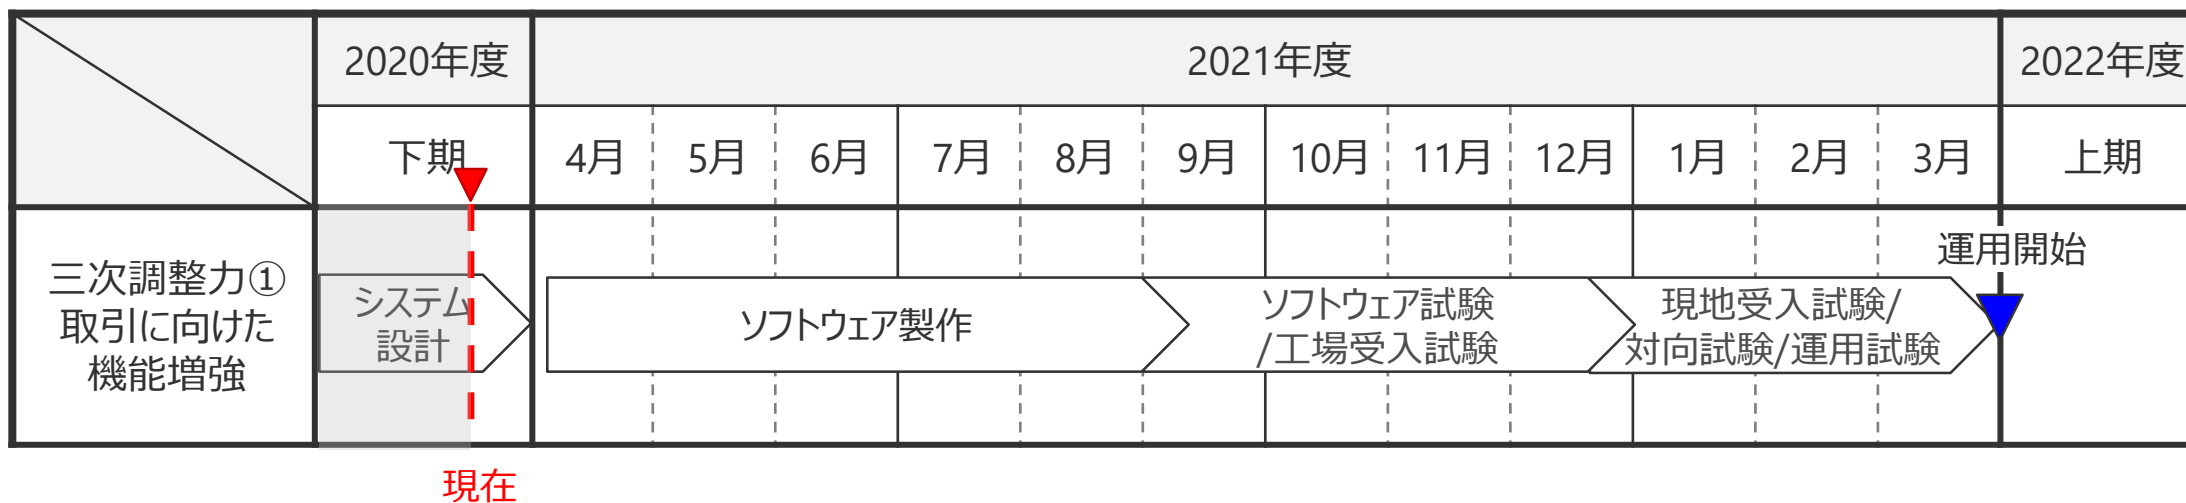 2020年度
2021年度
2022年度
下期
4月
5月
6月
7月
8月
9月
10月
11月
12月
1月
2月
3月
上期
三次調整力①
取引に向けた
機能増強
システム
設計
ソフトウェア製作
ソフトウェア試験
/工場受入試験
現地受入試験/
対向試験/運用試験
運用開始
現在